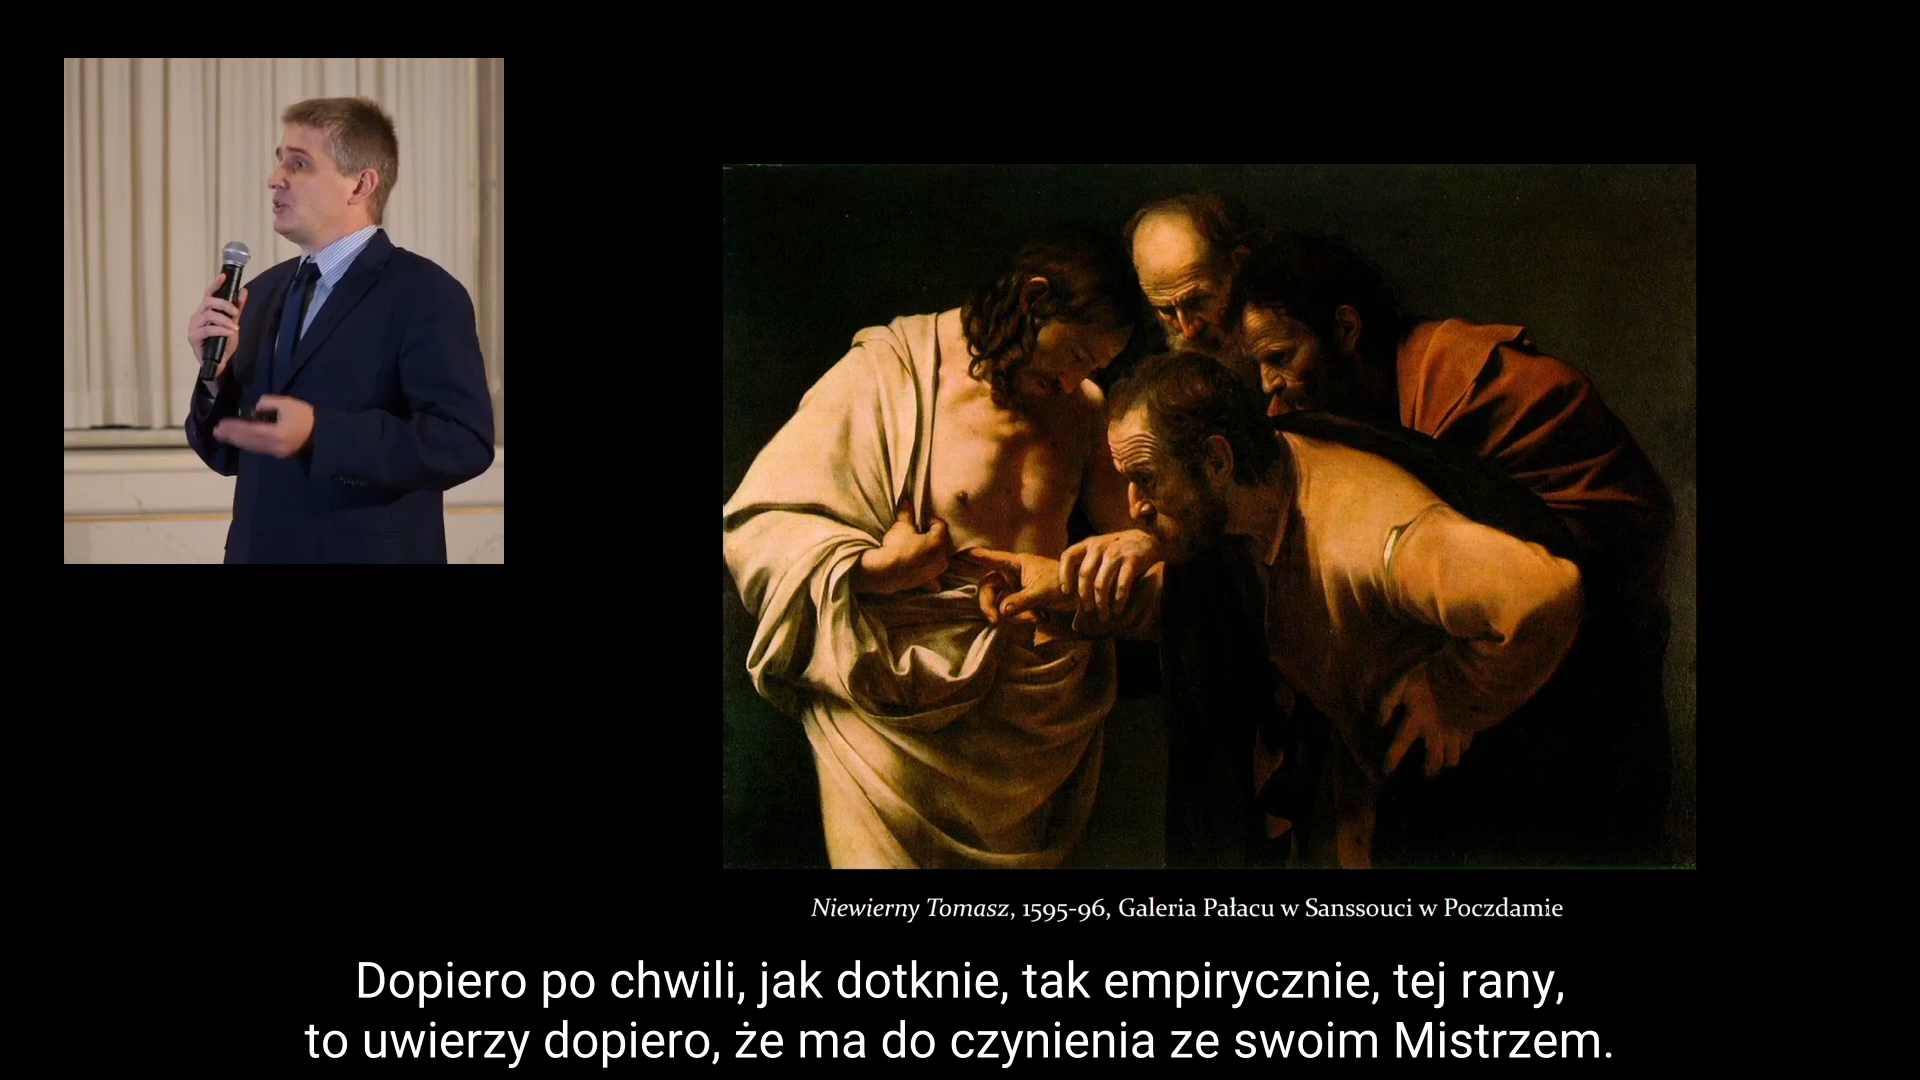 Niewierny Tomasz, 1595-96, Galeria Pałacu w Sanssouci w Poczdamie
Dopiero po chwili, jak dotknie, tak empirycznie, tej rany,
to uwierzy dopiero, że ma do czynienia ze swoim Mistrzem.